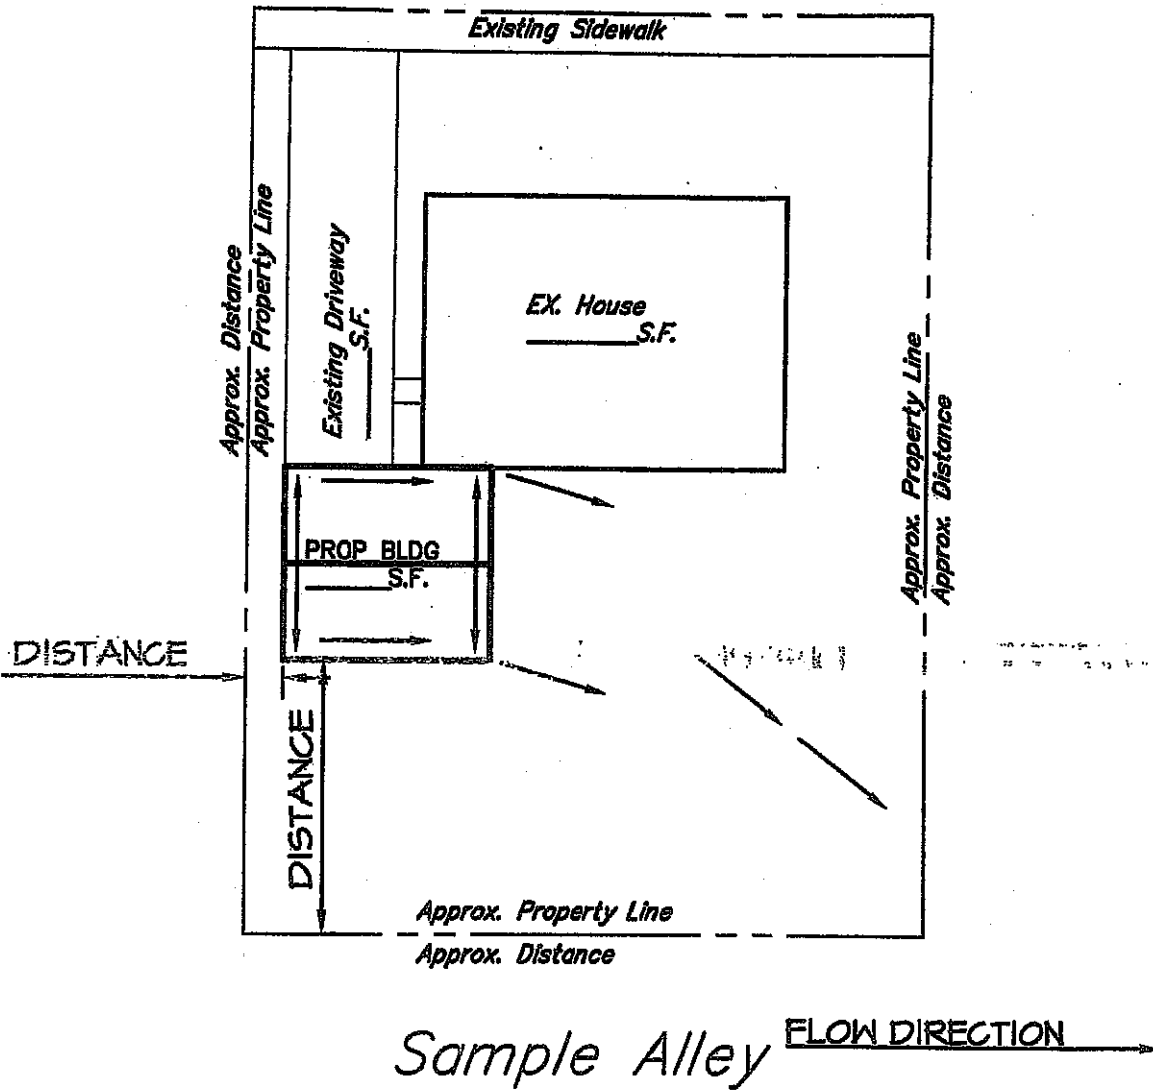 Existing Sidewalk
Approx. Distance
Approx. Property Line
Existing Driveway
S.F.
EX. House
S.F.
Approx. Property Line
Approx. Distance
PROP BLDG
S.F.
DISTANCE
DISTANCE
Approx. Property Line
Approx. Distance
Sample Alley
FLOW DIRECTION